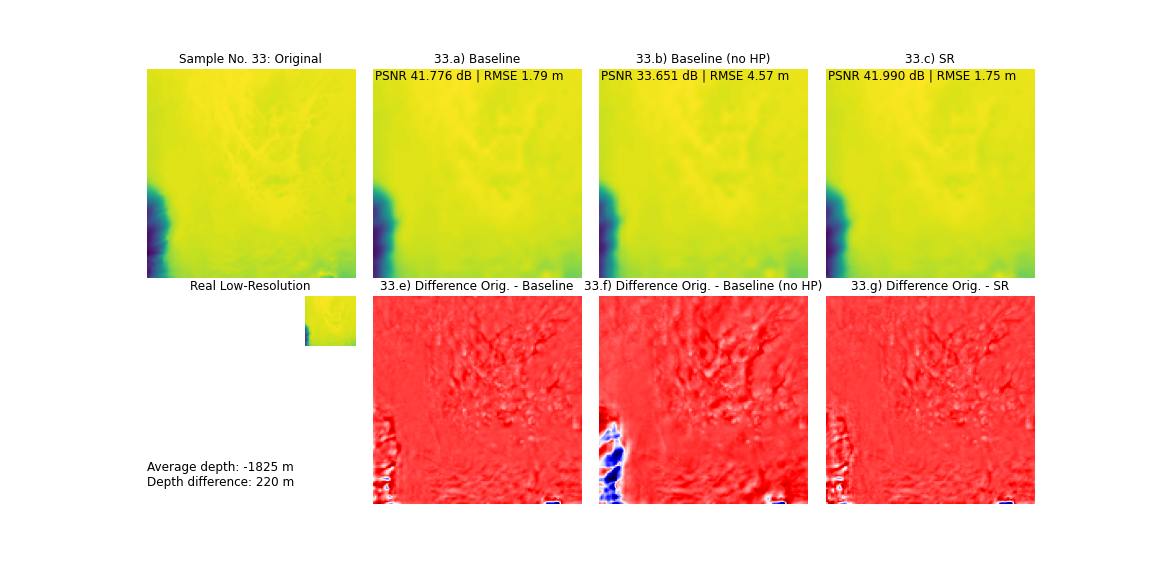 Sample No. 33: Original
33.a) Baseline
33.b) Baseline (no HP)
33.c) SR
PSNR 41.776 dB | RMSE 1.79 m
PSNR 33.651 dB | RMSE 4.57 m
PSNR 41.990 dB | RMSE 1.75 m
Real Low-Resolution
33.e) Difference Orig. - Baseline
33.f) Difference Orig. - Baseline (no HP)
33.g) Difference Orig. - SR
Average depth: -1825 m
Depth difference: 220 m